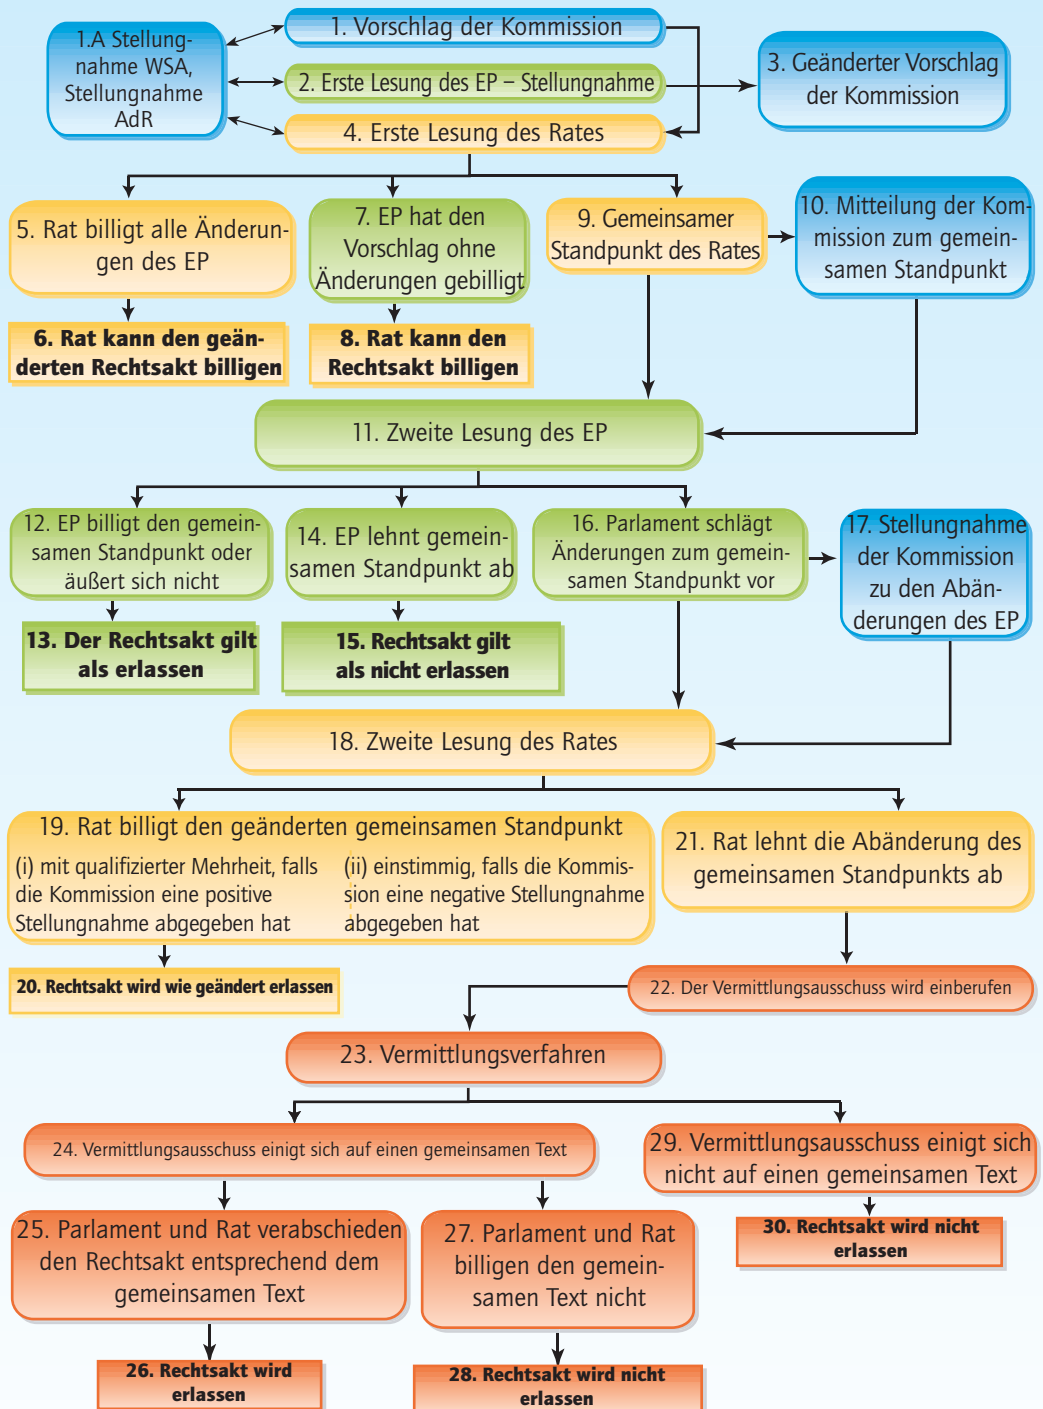 1.A Stellung-
nahme WSA,
Stellungnahme
AdR
1. Vorschlag der Kommission
2. Erste Lesung des EP – Stellungnahme
3. Geänderter Vorschlag
der Kommission
4. Erste Lesung des Rates
5. Rat billigt alle Änderun-
gen des EP
6. Rat kann den geän-
derten Rechtsakt billigen
7. EP hat den
Vorschlag ohne
Änderungen gebilligt
8. Rat kann den
Rechtsakt billigen
9. Gemeinsamer
Standpunkt des Rates
10. Mitteilung der Kom-
mission zum gemein-
samen Standpunkt
11. Zweite Lesung des EP
12. EP billigt den gemein-
samen Standpunkt oder
äußert sich nicht
13. Der Rechtsakt gilt
als erlassen
14. EP lehnt gemein-
samen Standpunkt ab
15. Rechtsakt gilt
als nicht erlassen
16. Parlament schlägt
Änderungen zum gemein-
samen Standpunkt vor
17. Stellungnahme
der Kommission
zu den Abän-
derungen des EP
18. Zweite Lesung des Rates
19. Rat billigt den geänderten gemeinsamen Standpunkt
(i) mit qualifizierter Mehrheit, falls
die Kommission eine positive
Stellungnahme abgegeben hat
(ii) einstimmig, falls die Kommis-
sion eine negative Stellungnahme
abgegeben hat
20. Rechtsakt wird wie geändert erlassen
21. Rat lehnt die Abänderung des
gemeinsamen Standpunkts ab
22. Der Vermittlungsausschuss wird einberufen
23. Vermittlungsverfahren
24. Vermittlungsausschuss einigt sich auf einen gemeinsamen Text
25. Parlament und Rat verabschieden
den Rechtsakt entsprechend dem
gemeinsamen Text
26. Rechtsakt wird
erlassen
27. Parlament und Rat
billigen den gemein-
samen Text nicht
28. Rechtsakt wird nicht
erlassen
29. Vermittlungsausschuss einigt sich
nicht auf einen gemeinsamen Text
30. Rechtsakt wird nicht
erlassen